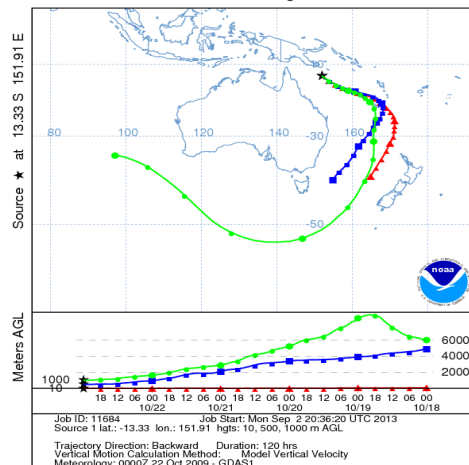 Source ★ at 13.33 S 151.91 E
80
100
120
140
160
-30
-50
noaa
Meters AGL
1000
10
6000
4000
2000
18 12 06 00 18 12 06 00 18 12 06 00 18 12 06 00 18 12 06 00
10/22 10/21 10/20 10/19 10/18
Job ID: 11684 Job Start: Mon Sep 2 20:36:20 UTC 2013
Source 1 lat.: -13.33 lon.: 151.91 hgts: 10, 500, 1000 m AGL
Trajectory Direction: Backward Duration: 120 hrs
Vertical Motion Calculation Method: Model Vertical Velocity
Meteorology: 0000Z 22 Oct 2009 - GDAS1